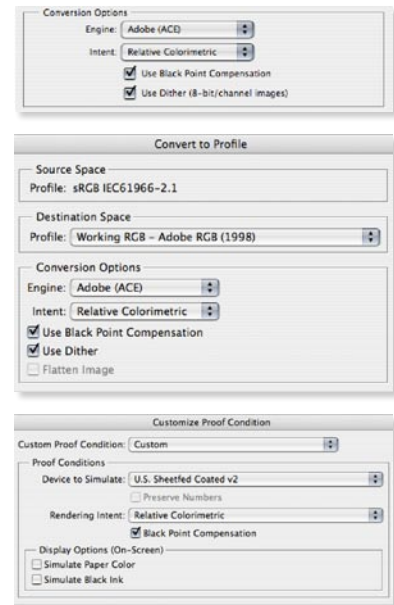 Conversion Options
Engine: Adobe (ACE)
Intent: Relative Colorimetric
Use Black Point Compensation
Use Dither (8-bit/channel images)
Convert to Profile
Source Space
Profile: sRGB IEC61966-2.1
Destination Space
Profile: Working RGB - Adobe RGB (1998)
Conversion Options
Engine: Adobe (ACE)
Intent: Relative Colorimetric
Use Black Point Compensation
Use Dither
Flatten Image
Customize Proof Condition
Custom Proof Condition: Custom
Proof Conditions
Device to Simulate: U.S. Sheetfed Coated v2
Preserve Numbers
Rendering Intent: Relative Colorimetric
Black Point Compensation
Display Options (On-Screen)
Simulate Paper Color
Simulate Black Ink